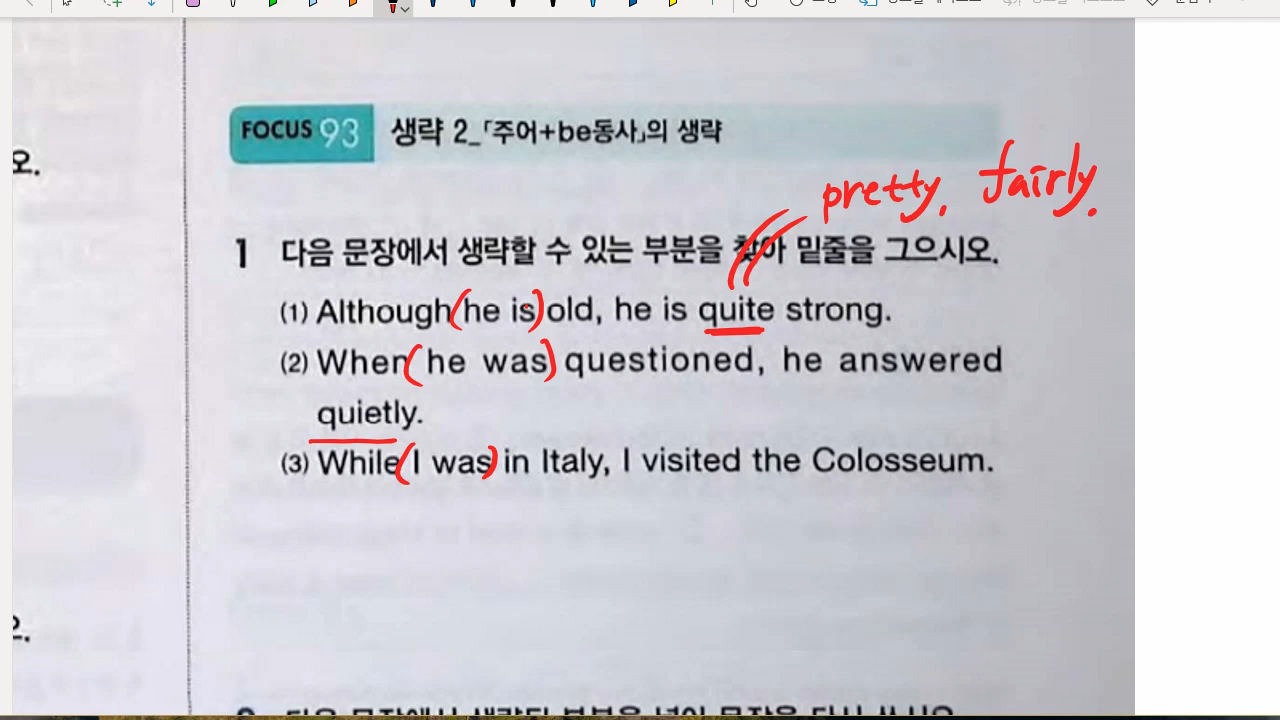 오.
FOCUS 93 생략 2_「주어+be동사」의 생략
pretty, fairly.
1 다음 문장에서 생략할 수 있는 부분을 찾아 밑줄을 그으시오.
(1) Although (he is) old, he is quite strong.
(2) When (he was) questioned, he answered
quietly.
(3) While (I was) in Italy, I visited the Colosseum.